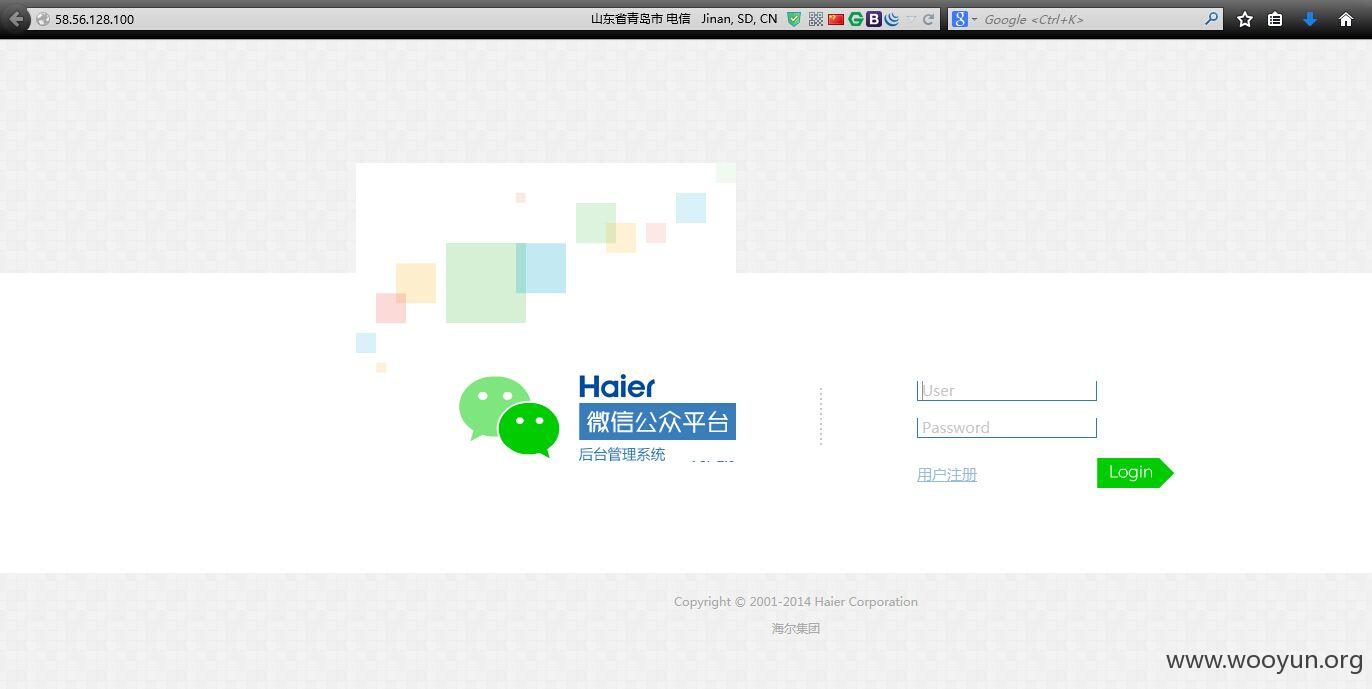 58.56.128.100
山东省青岛市 电信 Jinan, SD, CN
Google <Ctrl+K>
Haier
微信公众平台
后台管理系统
User
Password
用户注册
Login
Copyright © 2001-2014 Haier Corporation
海尔集团
www.wooyun.org